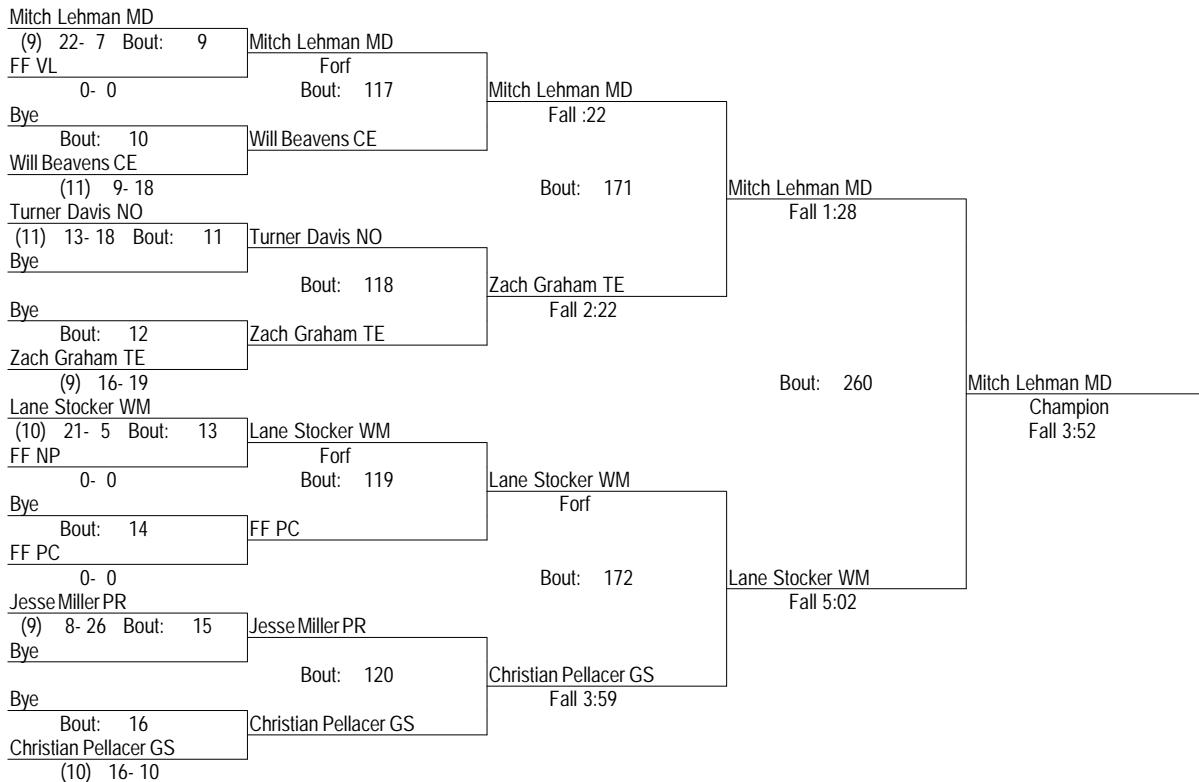 Mitch Lehman MD
(9) 22- 7 Bout: 9
Mitch Lehman MD
FF VL
Forf
0- 0
Bout: 117
Mitch Lehman MD
Bye
Fall :22
Bout: 10
Will Beavens CE
Will Beavens CE
(11) 9- 18
Bout: 171
Mitch Lehman MD
Turner Davis NO
Fall 1:28
(11) 13- 18 Bout: 11
Turner Davis NO
Bye
Bout: 118
Zach Graham TE
Bye
Fall 2:22
Bout: 12
Zach Graham TE
Zach Graham TE
(9) 16- 19
Bout: 260
Mitch Lehman MD
Lane Stocker WM
Champion
(10) 21- 5 Bout: 13
Lane Stocker WM
Fall 3:52
FF NP
Forf
0- 0
Bout: 119
Lane Stocker WM
Bye
Forf
Bout: 14
FF PC
FF PC
0- 0
Bout: 172
Lane Stocker WM
Jesse Miller PR
Fall 5:02
(9) 8- 26 Bout: 15
Jesse Miller PR
Bye
Bout: 120
Christian Pellacer GS
Bye
Fall 3:59
Bout: 16
Christian Pellacer GS
Christian Pellacer GS
(10) 16- 10